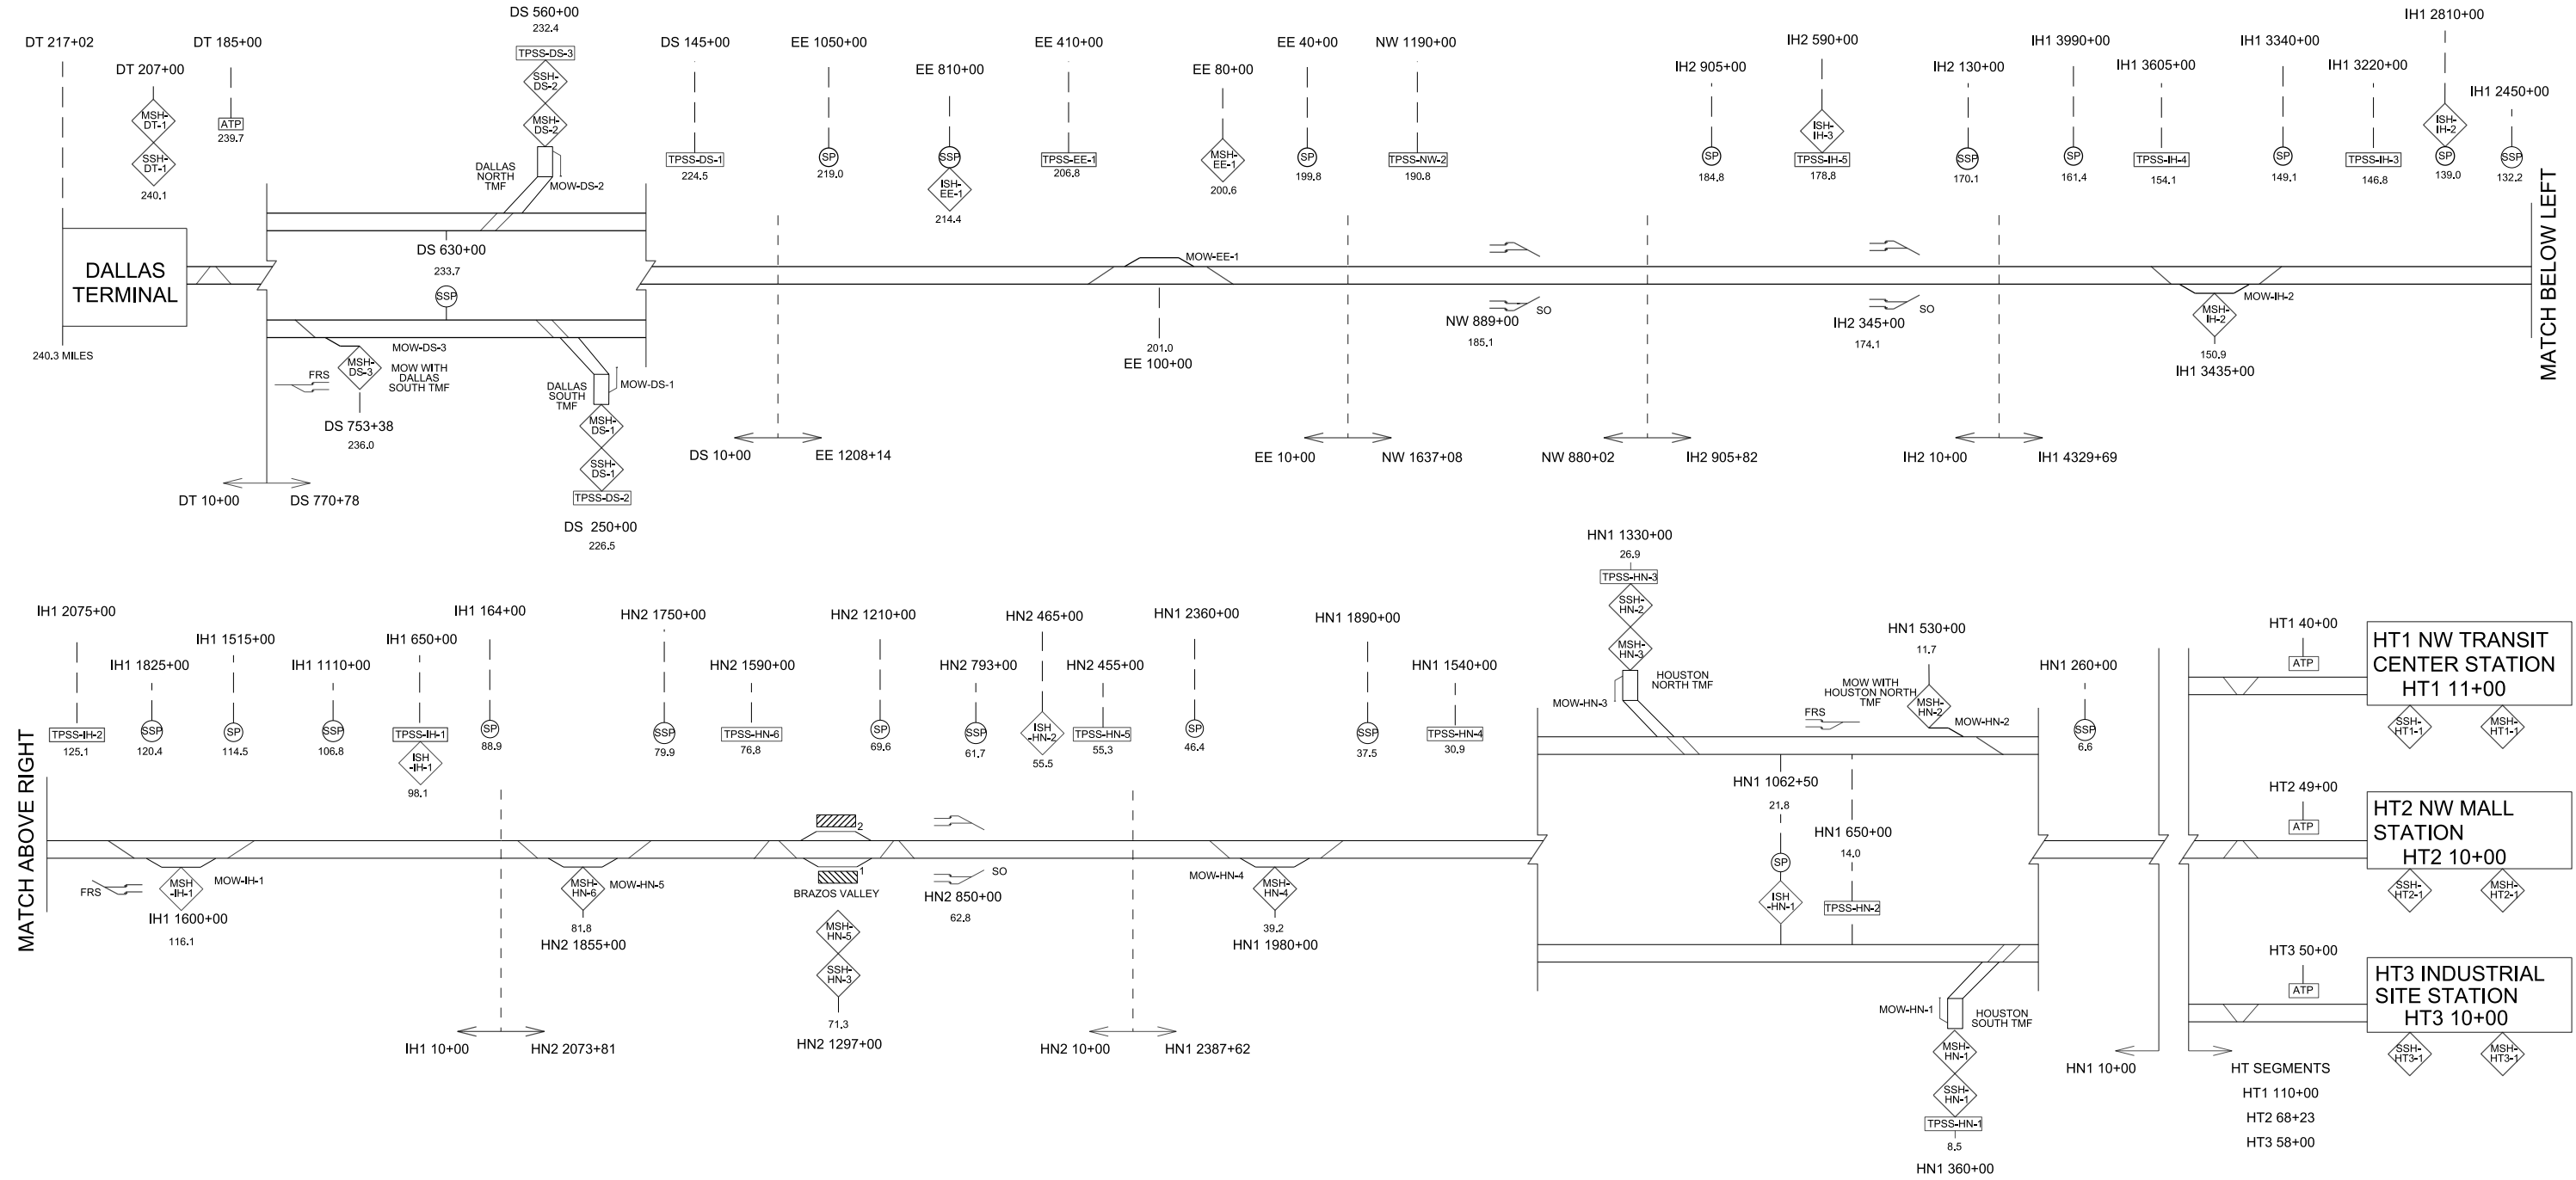 DT 217+02
240.3 MILES
DALLAS
TERMINAL
DT 207+00
MSH-
DT-1
SSH-
DT-1
240.1
DT 185+00
ATP
239.7
DS 560+00
232.4
TPSS-DS-3
SSH-
DS-2
MSH-
DS-2
DALLAS
NORTH
TMF
MOW-DS-2
DS 630+00
233.7
SSP
MOW-DS-3
MSH-
DS-3
MOW WITH
DALLAS
SOUTH TMF
FRS
DS 753+38
236.0
DALLAS
SOUTH
TMF
MOW-DS-1
MSH-
DS-1
SSH-
DS-1
TPSS-DS-2
DS 250+00
226.5
DT 10+00
DS 770+78
DS 145+00
TPSS-DS-1
224.5
DS 10+00
EE 1208+14
EE 1050+00
SP
219.0
EE 810+00
SSP
ISH-
EE-1
214.4
EE 410+00
TPSS-EE-1
206.8
EE 80+00
MSH-
EE-1
200.6
MOW-EE-1
201.0
EE 100+00
EE 40+00
SP
199.8
EE 10+00
NW 1637+08
NW 1190+00
TPSS-NW-2
190.8
SO
NW 889+00
185.1
NW 880+02
IH2 905+82
IH2 905+00
SP
184.8
IH2 590+00
ISH-
IH-3
TPSS-IH-5
178.8
SO
IH2 345+00
174.1
IH2 130+00
SSP
170.1
IH2 10+00
IH1 4329+69
IH1 3990+00
SP
161.4
IH1 3605+00
TPSS-IH-4
154.1
MSH-
IH-2
MOW-IH-2
150.9
IH1 3435+00
IH1 3340+00
SP
149.1
IH1 3220+00
TPSS-IH-3
146.8
IH1 2810+00
ISH-
IH-2
SP
139.0
IH1 2450+00
SSP
132.2
MATCH BELOW LEFT
MATCH ABOVE RIGHT
IH1 2075+00
TPSS-IH-2
125.1
IH1 1825+00
SSP
120.4
FRS
MSH
-IH-1
MOW-IH-1
IH1 1600+00
116.1
IH1 1515+00
SP
114.5
IH1 1110+00
SSP
106.8
IH1 650+00
TPSS-IH-1
ISH
-IH-1
98.1
IH1 164+00
SP
88.9
IH1 10+00
HN2 2073+81
MSH-
HN-6
MOW-HN-5
81.8
HN2 1855+00
HN2 1750+00
SSP
79.9
HN2 1590+00
TPSS-HN-6
76.8
2
1
BRAZOS VALLEY
MSH-
HN-5
SSH-
HN-3
71.3
HN2 1297+00
HN2 1210+00
SP
69.6
SO
HN2 850+00
62.8
HN2 793+00
SSP
61.7
HN2 465+00
ISH
-HN-2
55.5
HN2 455+00
TPSS-HN-5
55.3
HN2 10+00
HN1 2387+62
HN1 2360+00
SP
46.4
MOW-HN-4
MSH-
HN-4
39.2
HN1 1980+00
HN1 1890+00
SSP
37.5
HN1 1540+00
TPSS-HN-4
30.9
HN1 1330+00
26.9
TPSS-HN-3
SSH-
HN-2
MSH-
HN-3
MOW-HN-3
HOUSTON
NORTH TMF
MOW WITH
HOUSTON NORTH
TMF
FRS
HN1 530+00
11.7
MSH-
HN-2
MOW-HN-2
HN1 1062+50
21.8
SP
ISH
-HN-1
HN1 650+00
14.0
TPSS-HN-2
MOW-HN-1
HOUSTON
SOUTH TMF
MSH-
HN-1
SSH-
HN-1
TPSS-HN-1
8.5
HN1 360+00
HN1 260+00
SSP
6.6
HN1 10+00
HT SEGMENTS
HT1 110+00
HT2 68+23
HT3 58+00
HT1 40+00
ATP
HT1 NW TRANSIT
CENTER STATION
HT1 11+00
SSH-
HT1-1
MSH-
HT1-1
HT2 49+00
ATP
HT2 NW MALL
STATION
HT2 10+00
SSH-
HT2-1
MSH-
HT2-1
HT3 50+00
ATP
HT3 INDUSTRIAL
SITE STATION
HT3 10+00
SSH-
HT3-1
MSH-
HT3-1